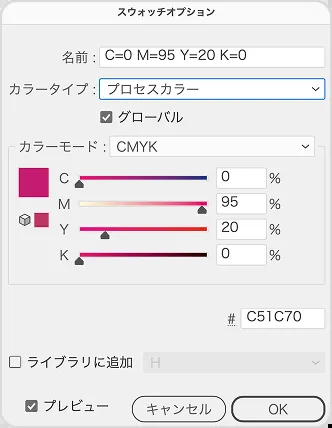 スウォッチオプション
名前 : C=0 M=95 Y=20 K=0
カラータイプ : プロセスカラー
グローバル
カラーモード : CMYK
C 0 %
M 95 %
Y 20 %
K 0 %
# C51C70
ライブラリに追加 H
プレビュー キャンセル OK